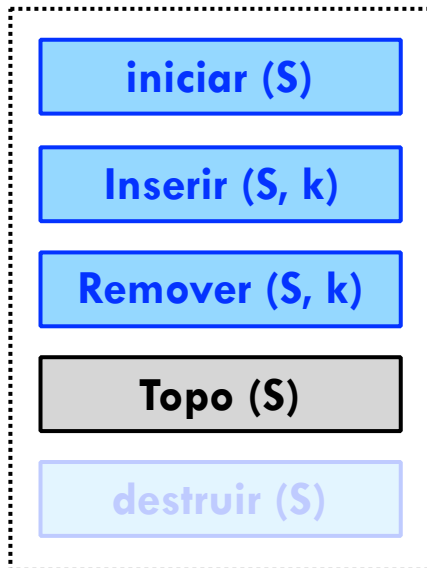 iniciar (S)
Inserir (S, k)
Remover (S, k)
Topo (S)
destruir (S)